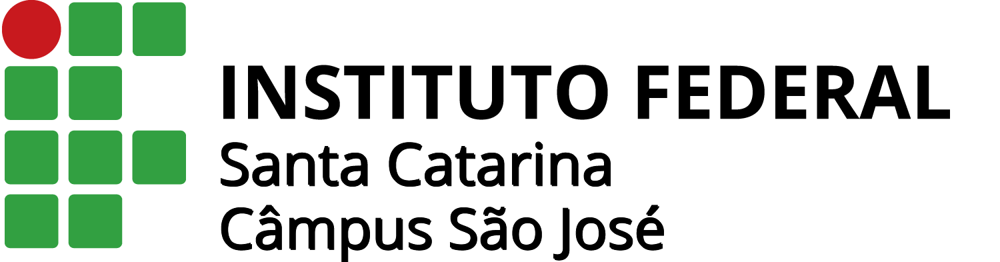 INSTITUTO FEDERAL
Santa Catarina
Câmpus São José